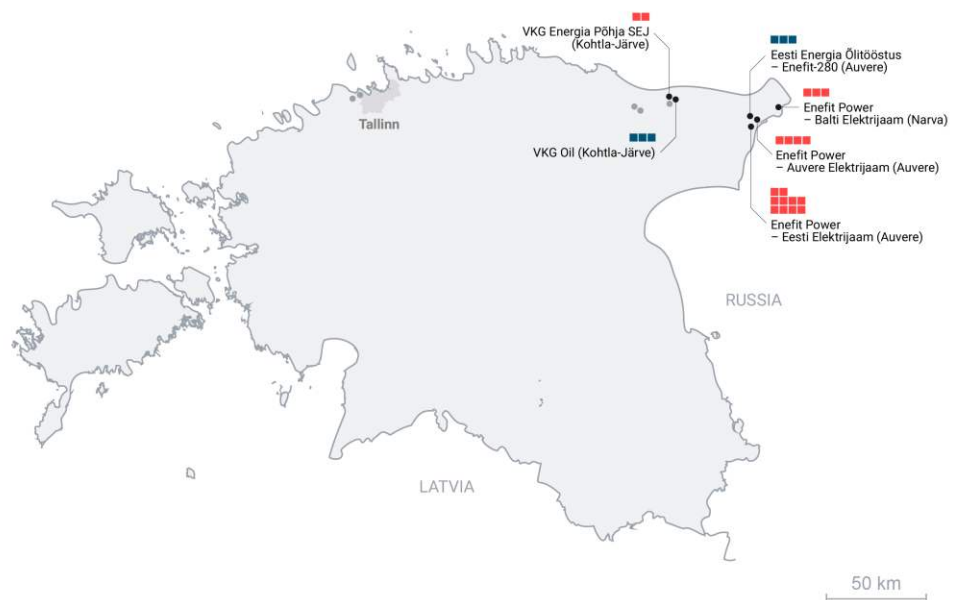 VKG Energia Põhja SEJ
(Kohtla-Järve)
Eesti Energia Õlitööstus
– Enefit-280 (Auvere)
Enefit Power
– Balti Elektrijaam (Narva)
Tallinn
VKG Oil (Kohtla-Järve)
Enefit Power
– Auvere Elektrijaam (Auvere)
Enefit Power
– Eesti Elektrijaam (Auvere)
RUSSIA
LATVIA
50 km